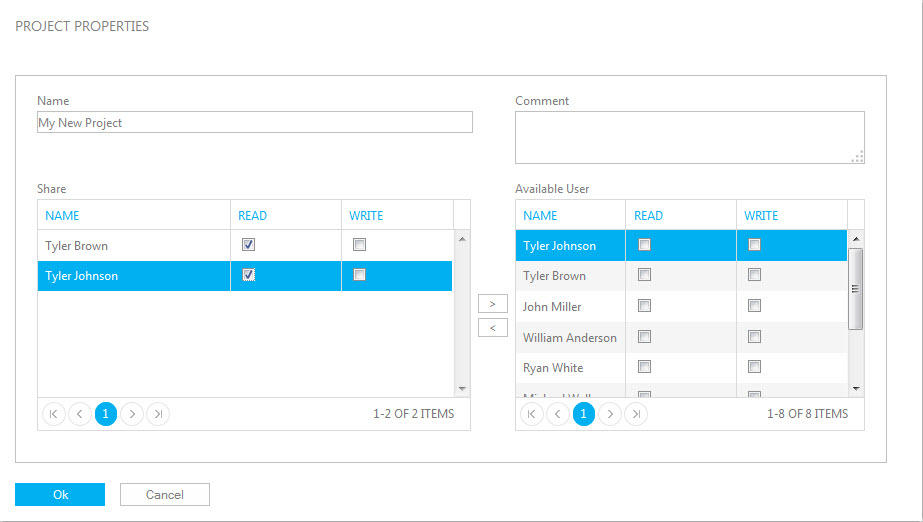 PROJECT PROPERTIES
Name
My New Project
Comment
Share
NAME READ WRITE
Tyler Brown
Tyler Johnson
>
<
Available User
NAME READ WRITE
Tyler Johnson
Tyler Brown
John Miller
William Anderson
Ryan White
1
1-2 OF 2 ITEMS
1
1-8 OF 8 ITEMS
Ok
Cancel